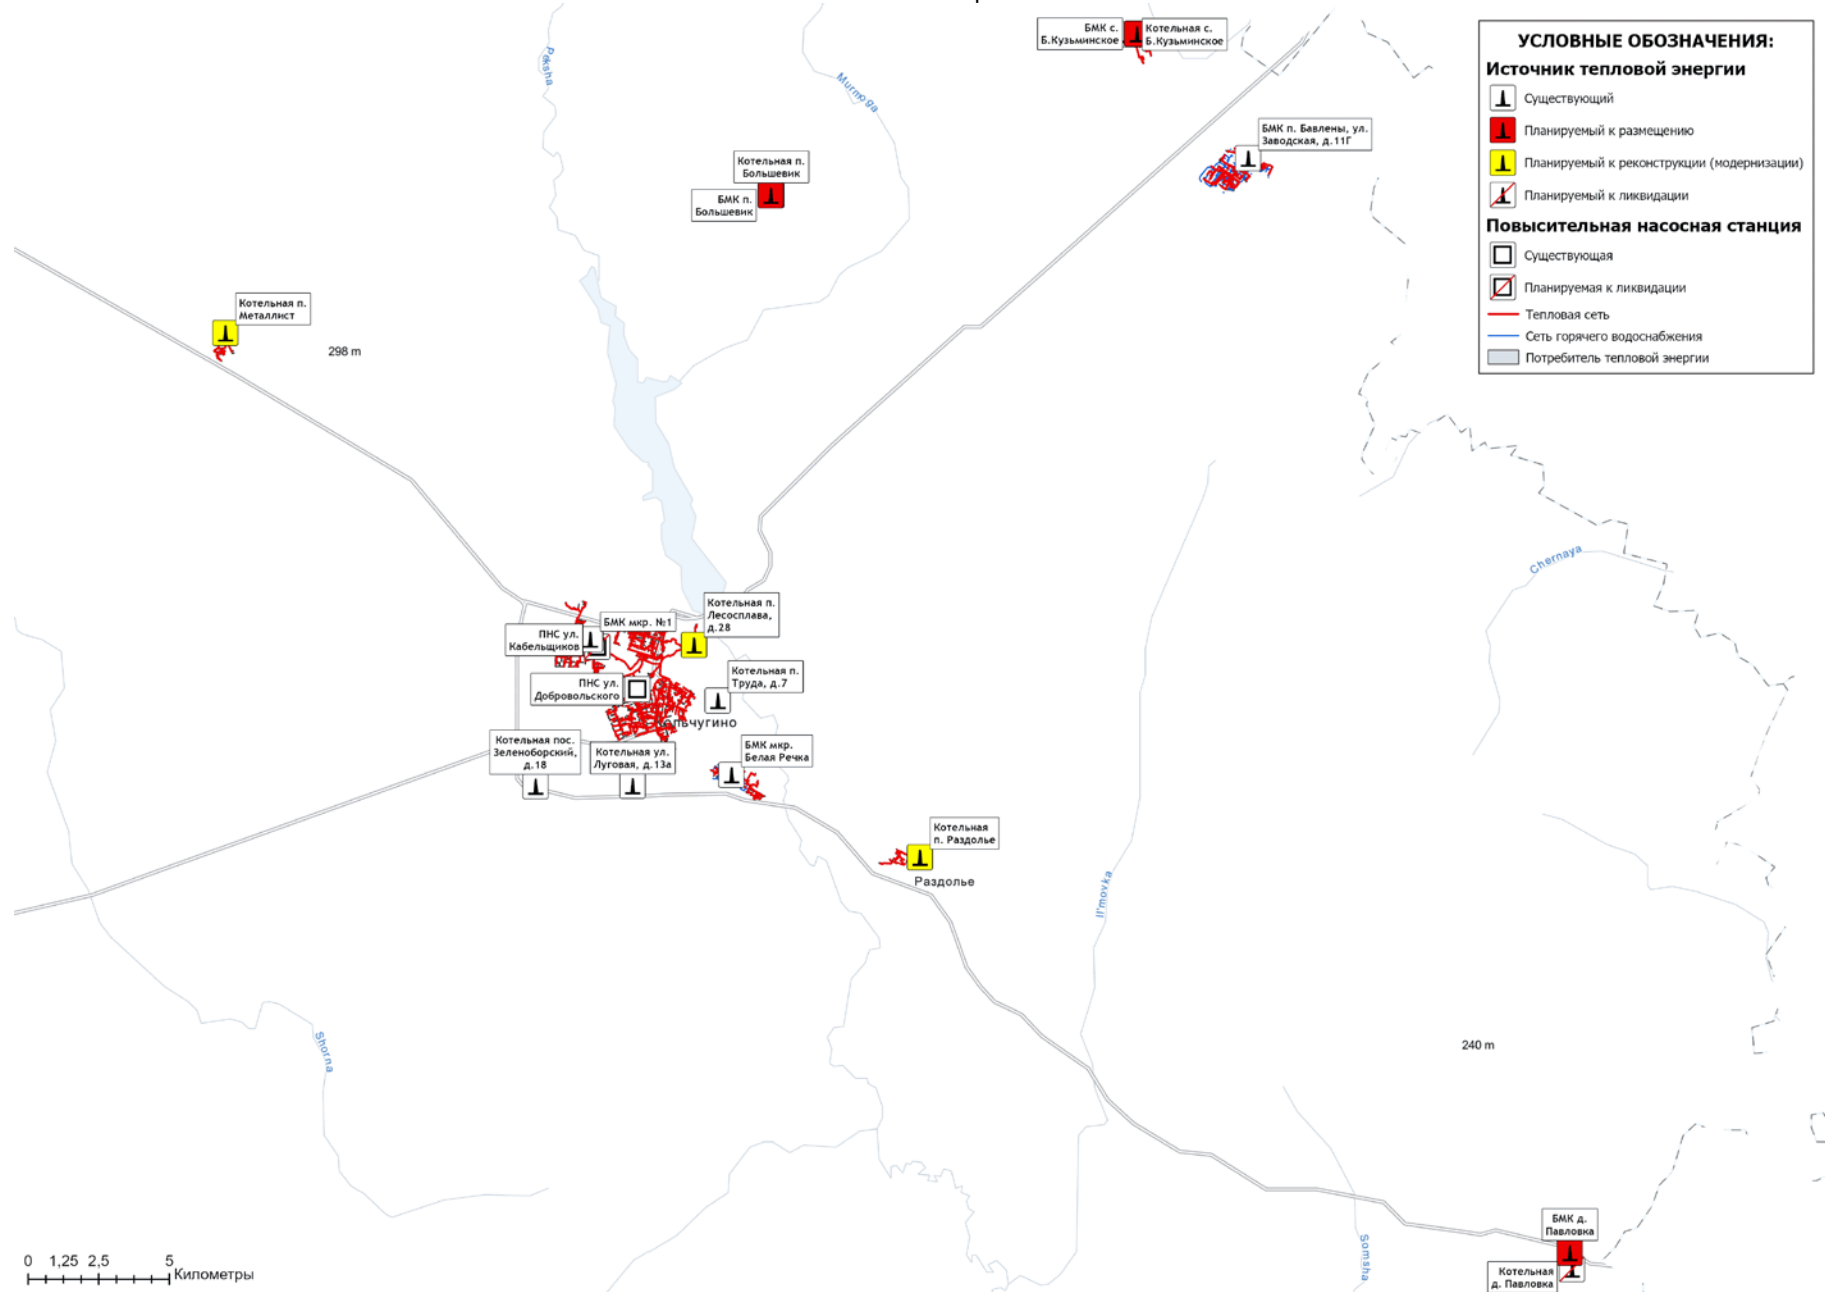 БМК с.
Б.Кузьминское
Котельная с.
Б.Кузьминское
УСЛОВНЫЕ ОБОЗНАЧЕНИЯ:
Источник тепловой энергии
Существующий
Планируемый к размещению
Планируемый к реконструкции (модернизации)
Планируемый к ликвидации
Повысительная насосная станция
Существующая
Планируемая к ликвидации
Тепловая сеть
Сеть горячего водоснабжения
Потребитель тепловой энергии
Peksha
Murmoga
БМК п. Бавлены, ул.
Заводская, д.11Г
Котельная п.
Большевик
БМК п.
Большевик
Котельная п.
Металлист
298 m
Chernaya
Котельная п.
Лесосплава,
д.28
БМК мкр. №1
ПНС ул.
Кабельщиков
Котельная п.
Труда, д.7
ПНС ул.
Добровольского
Кольчугино
Котельная пос.
Зеленоборский,
д.18
Котельная ул.
Луговая, д.13а
БМК мкр.
Белая Речка
Котельная
п. Раздолье
Раздолье
Il'movka
Shorna
240 m
БМК д.
Павловка
Somsha
Котельная
д. Павловка
0 1,25 2,5 5
Километры